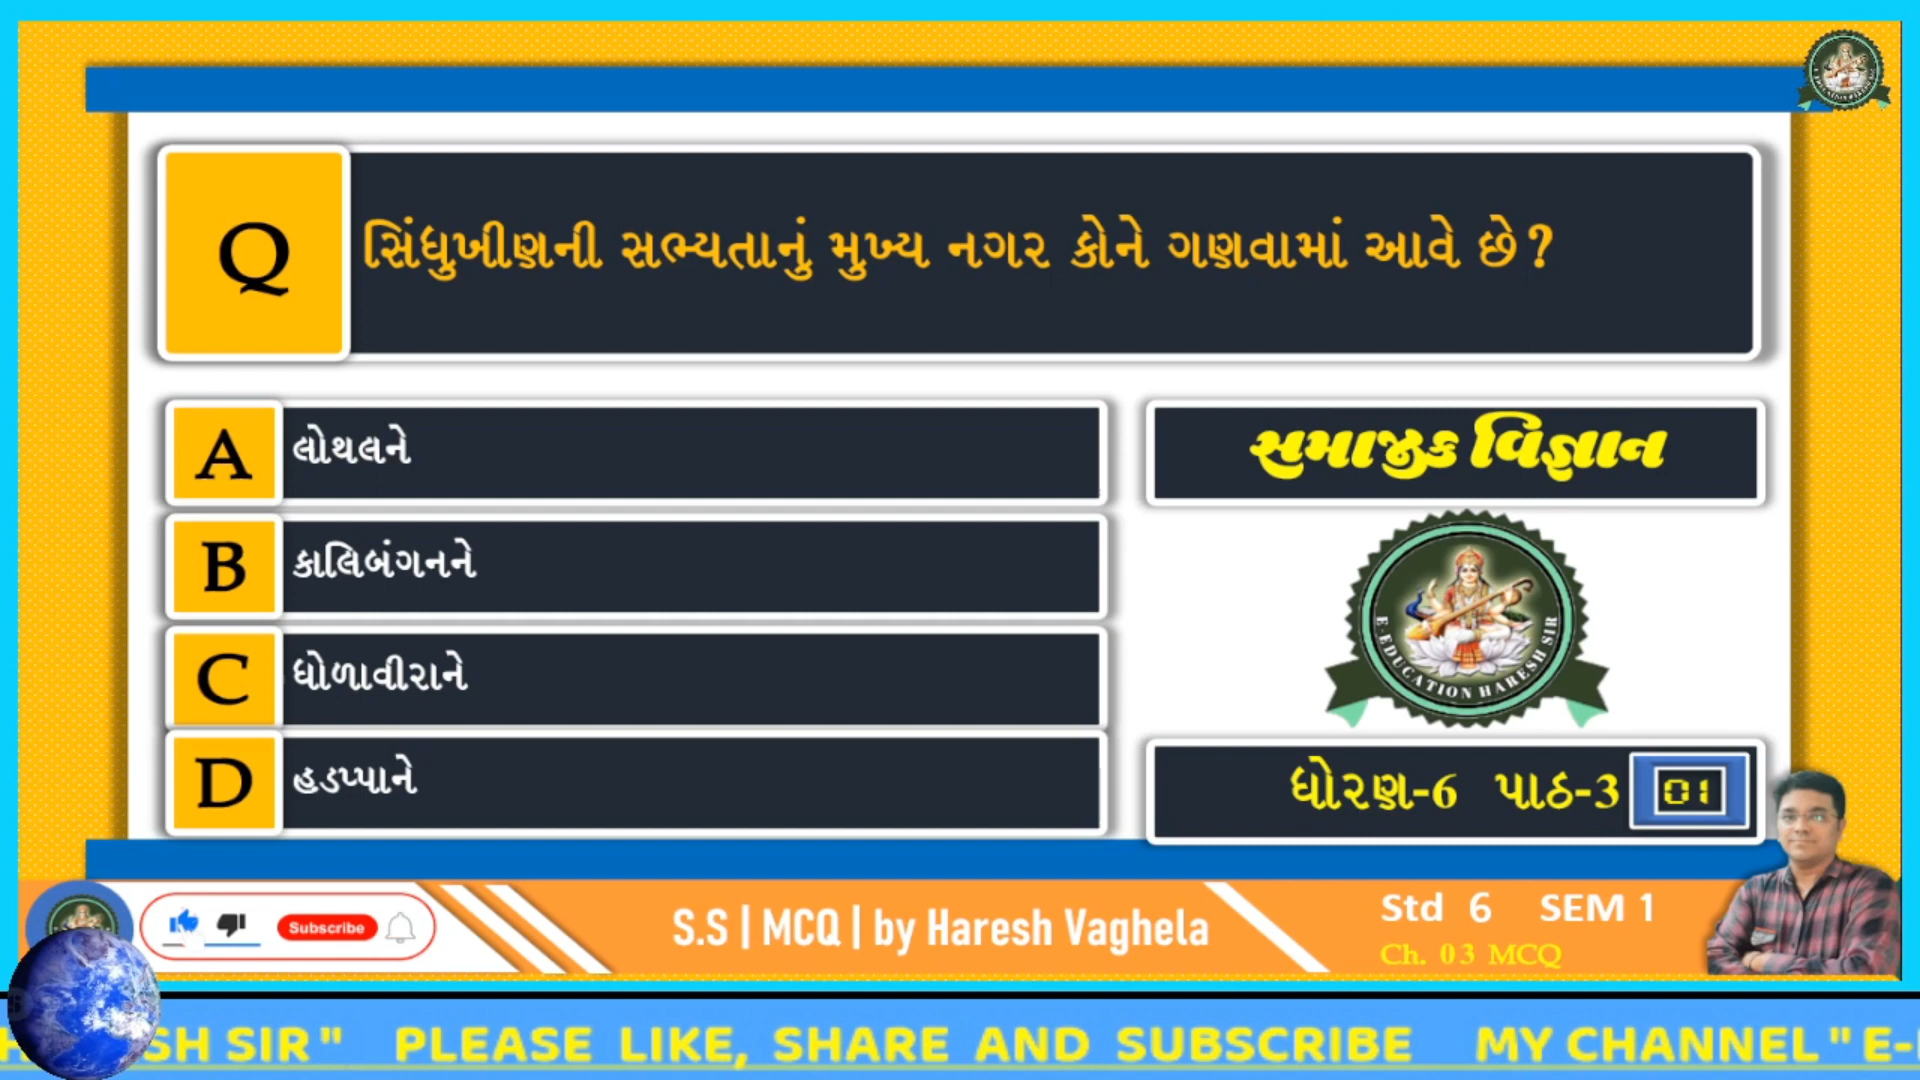 Q
સિંધુખીણની સભ્યતાનું મુખ્ય નગર કોને ગણવામાં આવે છે?
A
લોથલને
સમાજીક વિજ્ઞાન
B
કાલિબંગનને
E-EDUCATION HARESH SIR
C
ધોળાવીરાને
D
હડપ્પાને
ધોરણ-6 પાઠ-3
01
Subscribe
S.S | MCQ | by Haresh Vaghela
Std 6 SEM 1
Ch. 03 MCQ
SH SIR" PLEASE LIKE, SHARE AND SUBSCRIBE MY CHANNEL "E-